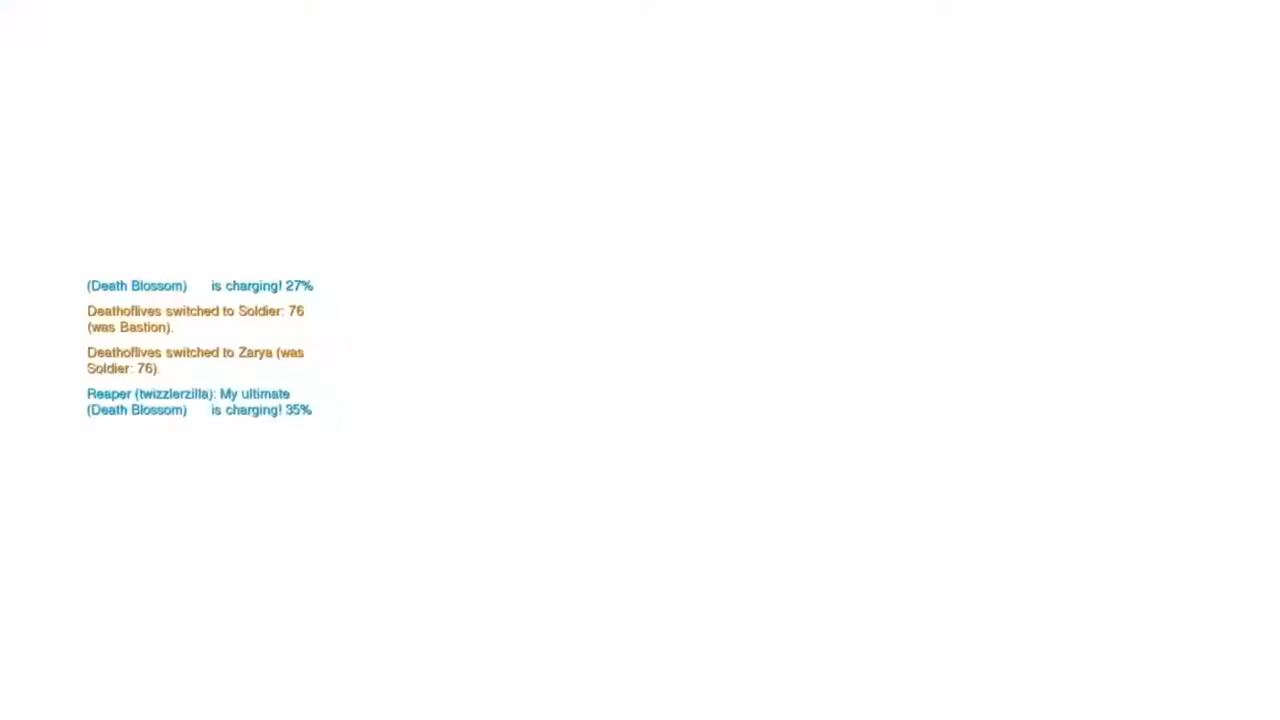 (Death Blossom) is charging! 27%
Deathoflives switched to Soldier: 76
(was Bastion).
Deathoflives switched to Zarya (was
Soldier: 76).
Reaper (twizzlerzilla): My ultimate
(Death Blossom) is charging! 35%